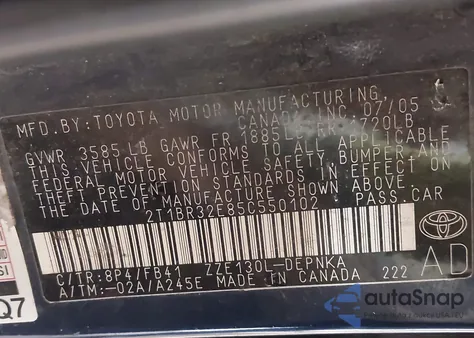 MFD. BY: TOYOTA MOTOR MANUFACTURING
CANADA INC. 07/05
GVWR 3585 LB GAWR FR 1885LB RR 1720LB
THIS VEHICLE CONFORMS TO ALL APPLICABLE
FEDERAL MOTOR VEHICLE SAFETY, BUMPER, AND
THEFT PREVENTION STANDARDS IN EFFECT ON
THE DATE OF MANUFACTURE SHOWN ABOVE.
2T1BR32E85C550102 PASS.CAR
C/TR:8P4/FB41 ZZE130L-DEPNKA
A/TM:-02A/A245E MADE IN CANADA 222
AD
Q7
autoSnap